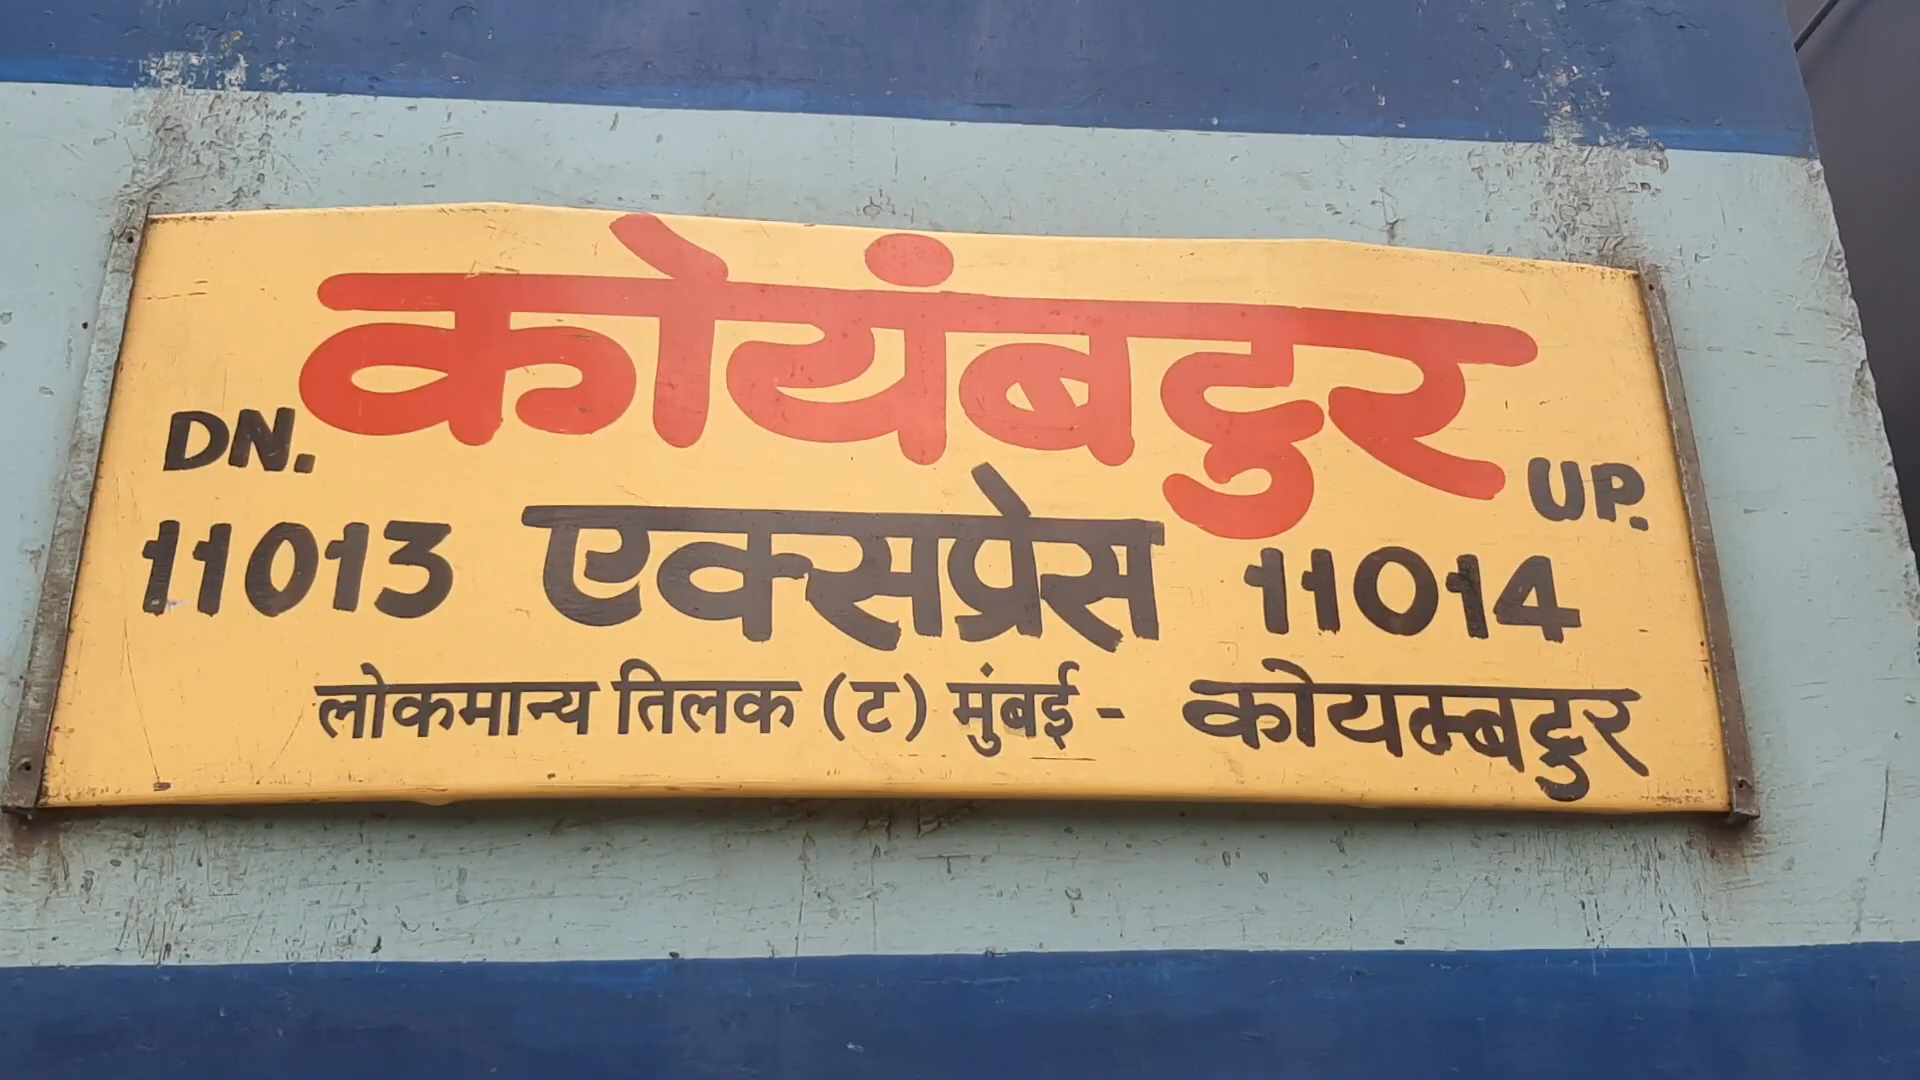 कोयंबटुर
DN. UP.
11013 एक्सप्रेस 11014
लोकमान्य तिलक (ट) मुंबई - कोयम्बटुर